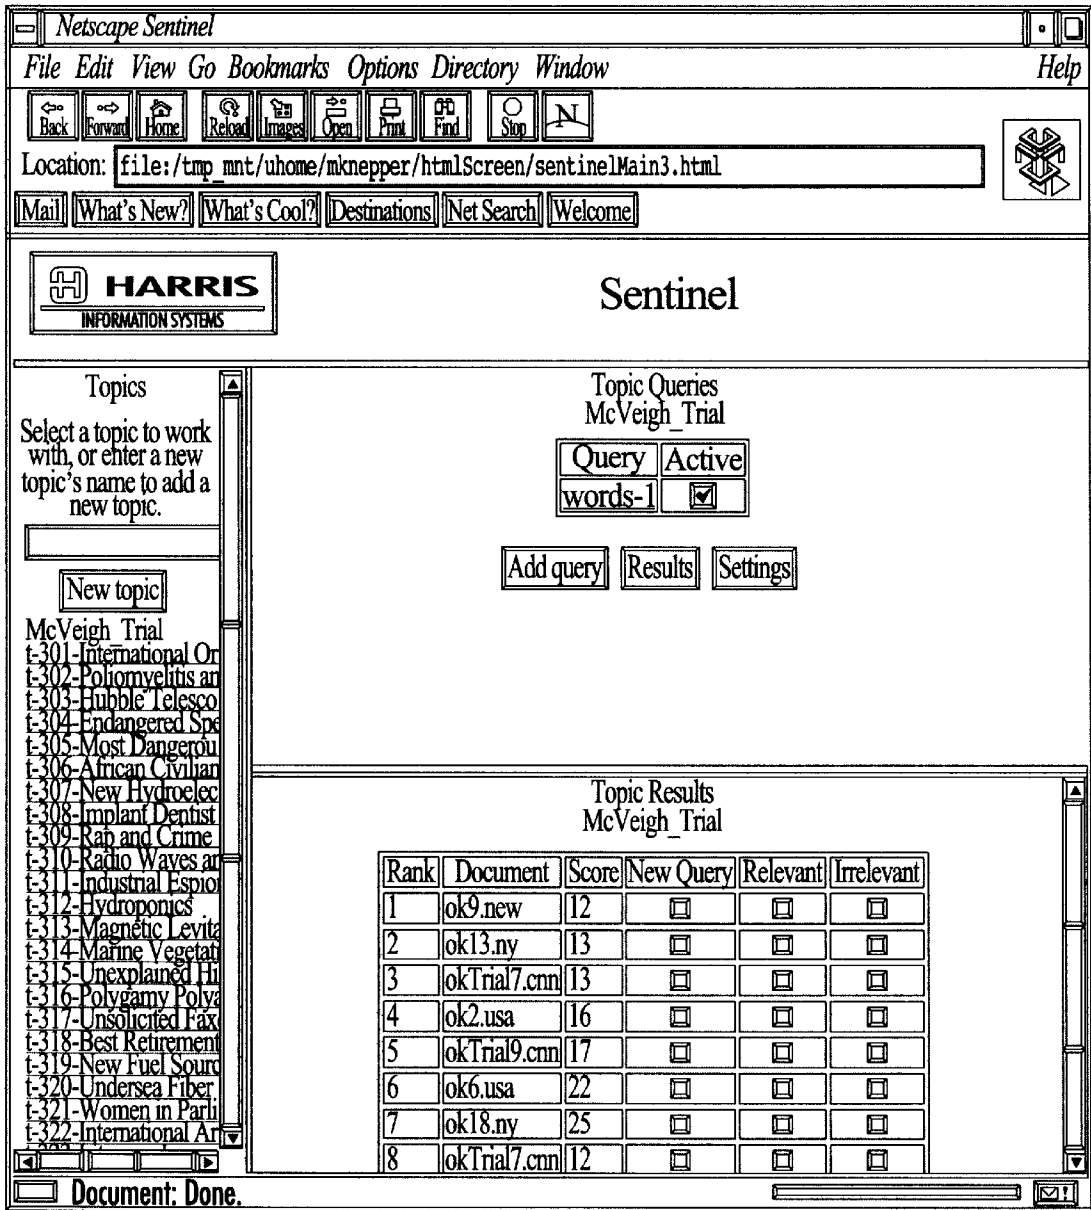 Netscape Sentinel
File Edit View Go Bookmarks Options Directory Window Help
Back Forward Home Reload Images Open Print Find Stop N
Location: file:/tmp_mnt/uhome/mknepper/htmlScreen/sentinelMain3.html
Mail What's New? What's Cool? Destinations Net Search Welcome
HARRIS
INFORMATION SYSTEMS
Sentinel
Topics
Select a topic to work
with, or enter a new
topic's name to add a
new topic.
New topic
McVeigh_Trial
t-301-International Or
t-302-Poliomyelitis an
t-303-Hubble Telesco
t-304-Endangered Spe
t-305-Most Dangerou
t-306-African Civilian
t-307-New Hydroelec
t-308-Implant Dentist
t-309-Rap and Crime
t-310-Radio Waves an
t-311-Industrial Espion
t-312-Hydroponics
t-313-Magnetic Levita
t-314-Marine Vegetati
t-315-Unexplained Hi
t-316-Polygamy Polya
t-317-Unsolicited Faxe
t-318-Best Retirement
t-319-New Fuel Sourc
t-320-Undersea Fiber
t-321-Women in Parli
t-322-International Ar
Topic Queries
McVeigh_Trial
Query Active
words-1
Add query Results Settings
Topic Results
McVeigh_Trial
Rank Document Score New Query Relevant Irrelevant
1 ok9.new 12
2 ok13.ny 13
3 okTrial7.cnn 13
4 ok2.usa 16
5 okTrial9.cnn 17
6 ok6.usa 22
7 ok18.ny 25
8 okTrial7.cnn 12
Document: Done.